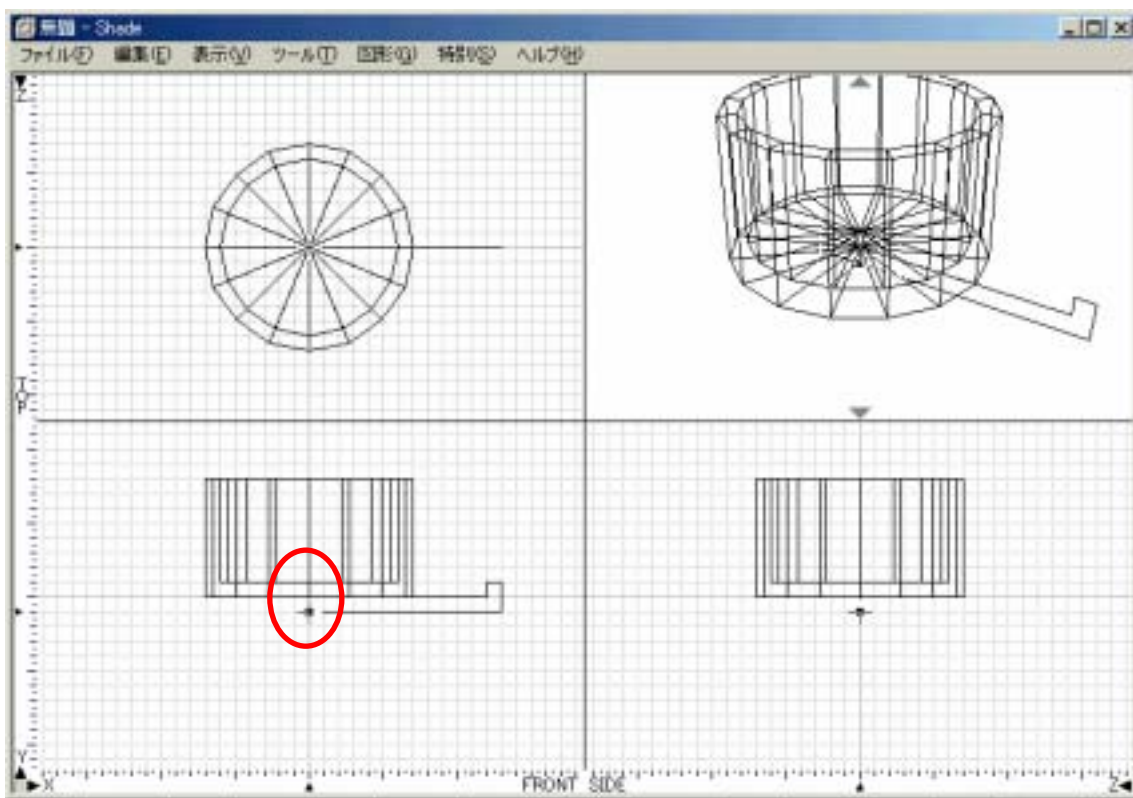 無題 - Shade
ファイル(F) 編集(E) 表示(V) ツール(T) 図形(G) 特別(S) ヘルプ(H)
Z
TOP
Y
X FRONT SIDE Z